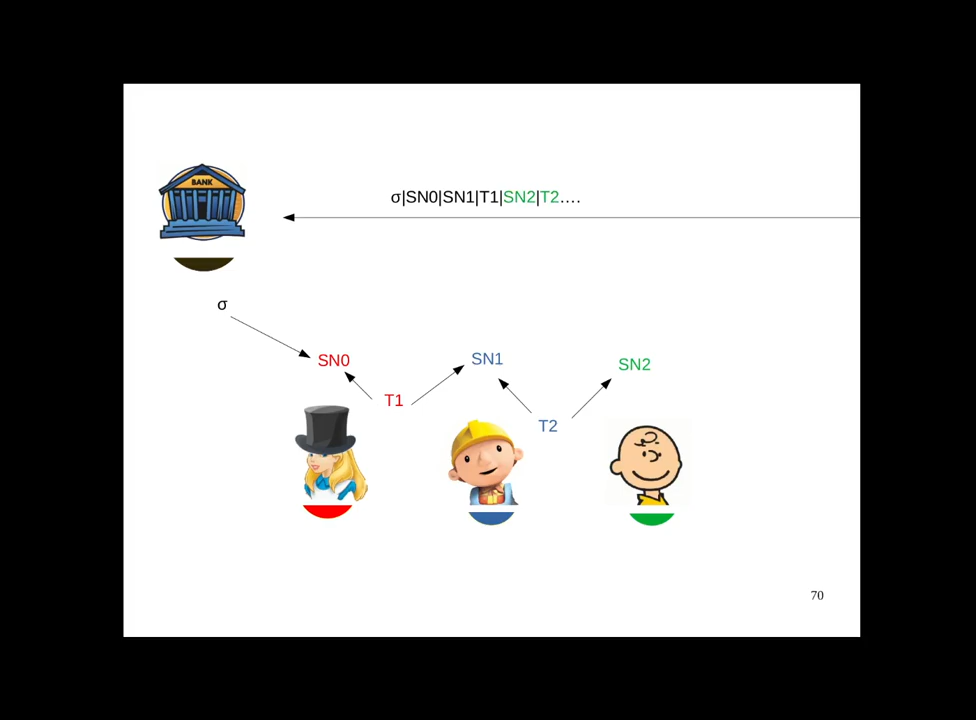 BANK
σ|SN0|SN1|T1|SN2|T2....
σ
SN0
SN1
SN2
T1
T2
70